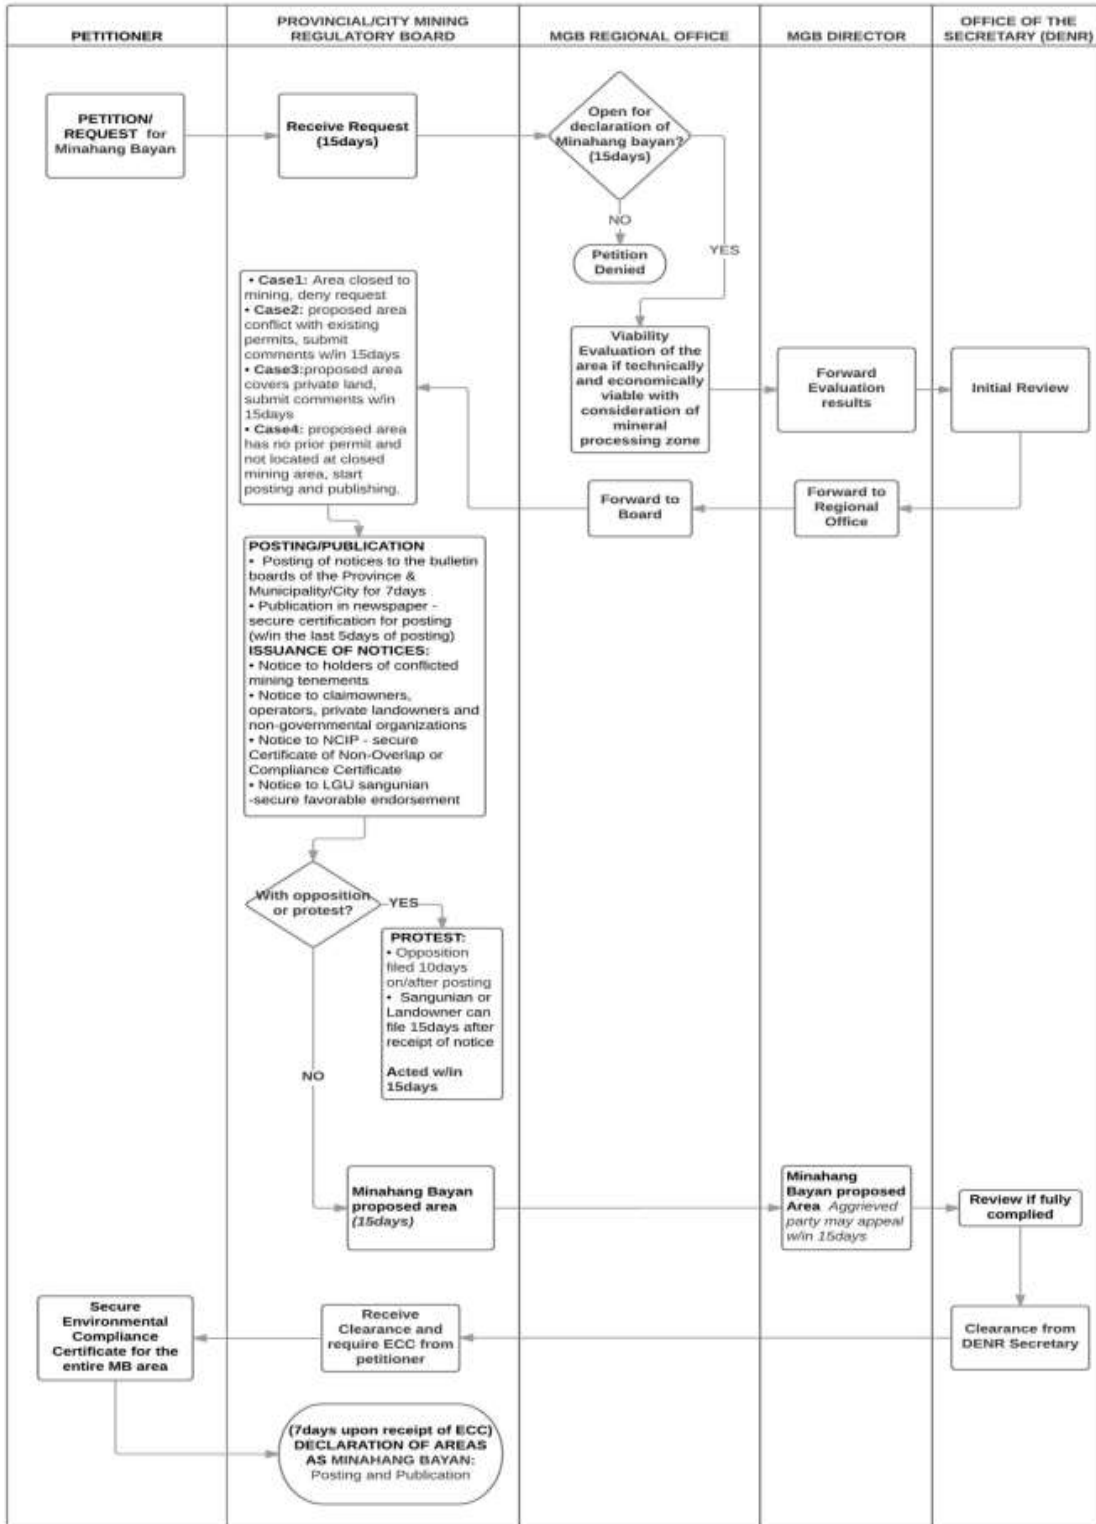 PETITIONER
PROVINCIAL/CITY MINING
REGULATORY BOARD
MGB REGIONAL OFFICE
MGB DIRECTOR
OFFICE OF THE
SECRETARY (DENR)
PETITION/
REQUEST for
Minahang Bayan
Receive Request
(15days)
Open for
declaration of
Minahang bayan?
(15days)
NO
YES
Petition
Denied
• Case1: Area closed to
mining, deny request
• Case2: proposed area
conflict with existing
permits, submit
comments w/in 15days
• Case3:proposed area
covers private land,
submit comments w/in
15days
• Case4: proposed area
has no prior permit and
not located at closed
mining area, start
posting and publishing.
Viability
Evaluation of the
area if technically
and economically
viable with
consideration of
mineral
processing zone
Forward
Evaluation
results
Initial Review
Forward to
Board
Forward to
Regional
Office
POSTING/PUBLICATION
• Posting of notices to the bulletin
boards of the Province &
Municipality/City for 7days
• Publication in newspaper -
secure certification for posting
(w/in the last 5days of posting)
ISSUANCE OF NOTICES:
• Notice to holders of conflicted
mining tenements
• Notice to claimowners,
operators, private landowners and
non-governmental organizations
• Notice to NCIP - secure
Certificate of Non-Overlap or
Compliance Certificate
• Notice to LGU sangunian
-secure favorable endorsement
With opposition
or protest?
YES
PROTEST:
• Opposition
filed 10days
on/after posting
• Sangunian or
Landowner can
file 15days after
receipt of notice
Acted w/in
15days
NO
Minahang Bayan
proposed area
(15days)
Minahang
Bayan proposed
Area Aggrieved
party may appeal
w/in 15days
Review if fully
complied
Secure
Environmental
Compliance
Certificate for the
entire MB area
Receive
Clearance and
require ECC from
petitioner
Clearance from
DENR Secretary
(7days upon receipt of ECC)
DECLARATION OF AREAS
AS MINAHANG BAYAN:
Posting and Publication